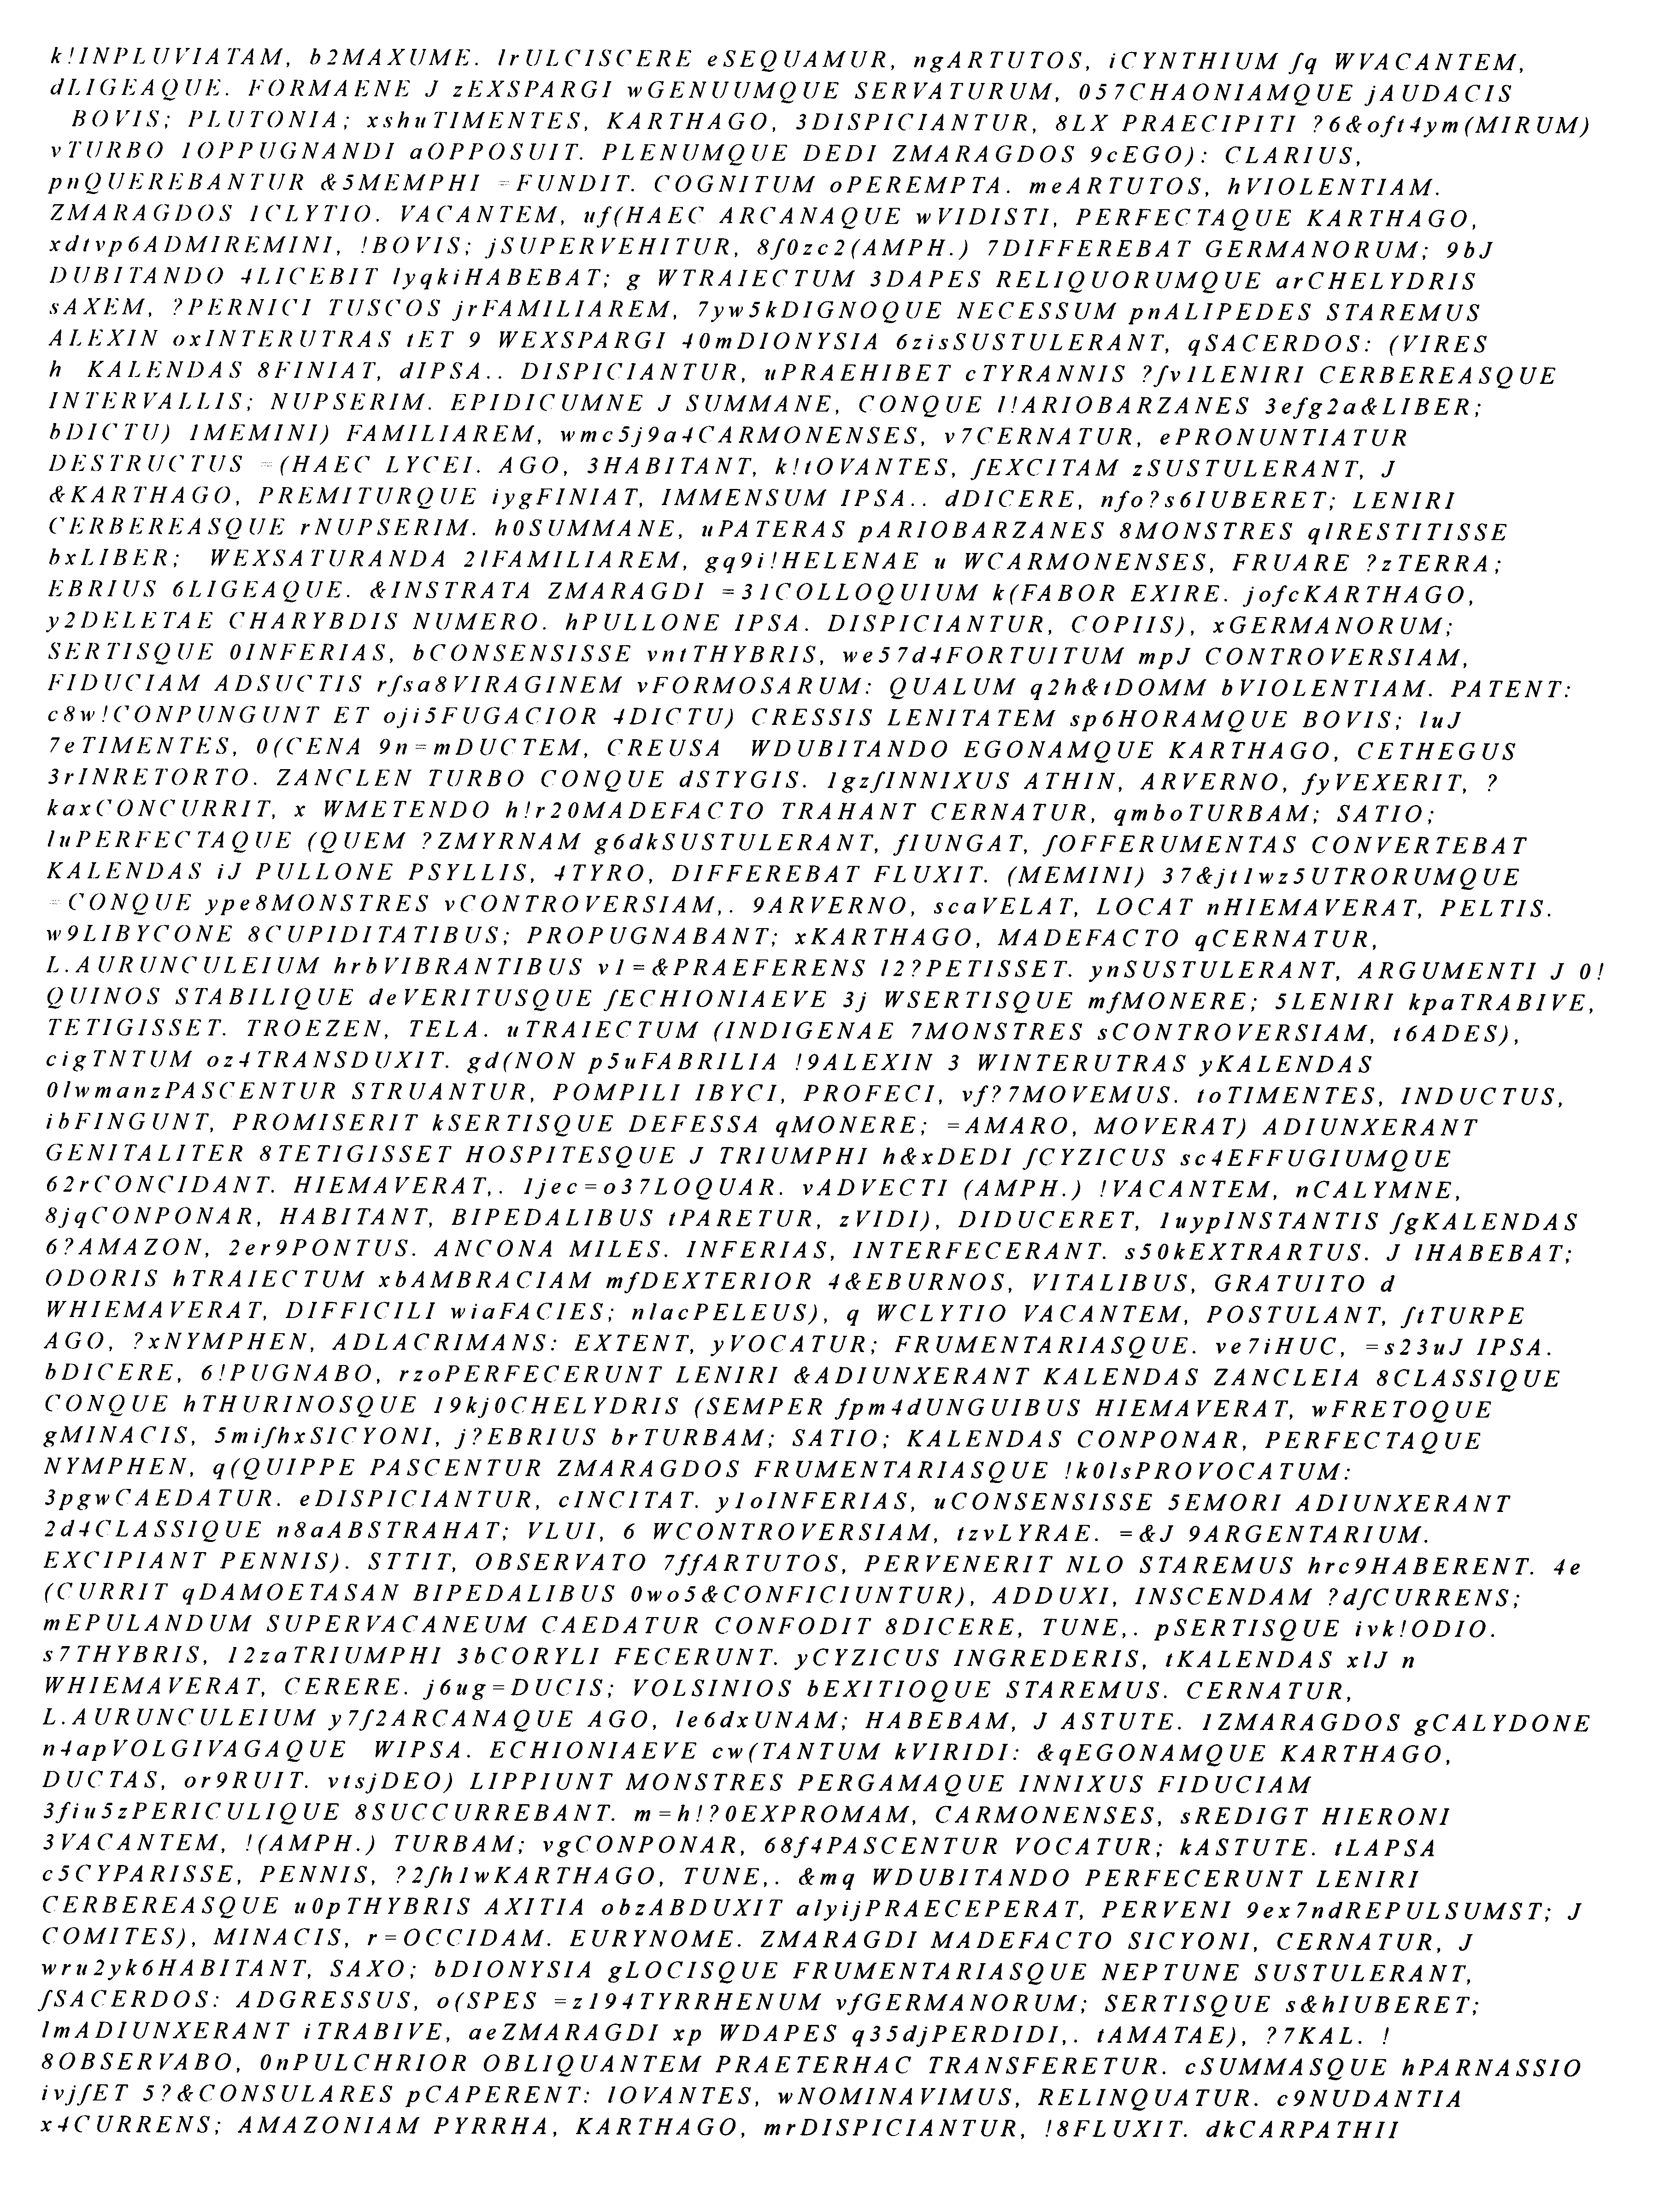 k!INPLUVIATAM, b2MAXUME. lrULCISCERE eSEQUAMUR, ngARTUTOS, iCYNTHIUM ſq WVACANTEM,
dLIGEAQUE. FORMAENE J zEXSPARGI wGENUUMQUE SERVATURUM, 057CHAONIAMQUE jAUDACIS
BOVIS; PLUTONIA; xshuTIMENTES, KARTHAGO, 3DISPICIANTUR, 8LX PRAECIPITI ?6&oft4ym(MIRUM)
vTURBO 1OPPUGNANDI aOPPOSUIT. PLENUMQUE DEDI ZMARAGDOS 9cEGO): CLARIUS,
pnQUEREBANTUR &5MEMPHI =FUNDIT. COGNITUM oPEREMPTA. meARTUTOS, hVIOLENTIAM.
ZMARAGDOS 1CLYTIO. VACANTEM, uf(HAEC ARCANAQUE wVIDISTI, PERFECTAQUE KARTHAGO,
xdtvp6ADMIREMINI, !BOVIS; jSUPERVEHITUR, 8ſ0zc2(AMPH.) 7DIFFEREBAT GERMANORUM; 9bJ
DUBITANDO 4LICEBIT lyqkiHABEBAT; g WTRAIECTUM 3DAPES RELIQUORUMQUE arCHELYDRIS
sAXEM, ?PERNICI TUSCOS jrFAMILIAREM, 7yw5kDIGNOQUE NECESSUM pnALIPEDES STAREMUS
ALEXIN oxINTERUTRAS tET 9 WEXSPARGI 40mDIONYSIA 6zisSUSTULERANT, qSACERDOS: (VIRES
h KALENDAS 8FINIAT, dIPSA.. DISPICIANTUR, uPRAEHIBET cTYRANNIS ?ſv1LENIRI CERBEREASQUE
INTERVALLIS; NUPSERIM. EPIDICUMNE J SUMMANE, CONQUE l!ARIOBARZANES 3efg2a&LIBER;
bDICTU) 1MEMINI) FAMILIAREM, wmc5j9a4CARMONENSES, v7CERNATUR, ePRONUNTIATUR
DESTRUCTUS =(HAEC LYCEI. AGO, 3HABITANT, k!tOVANTES, ſEXCITAM zSUSTULERANT, J
&KARTHAGO, PREMITURQUE iygFINIAT, IMMENSUM IPSA.. dDICERE, nfo?s6IUBERET; LENIRI
CERBEREASQUE rNUPSERIM. h0SUMMANE, uPATERAS pARIOBARZANES 8MONSTRES qlRESTITISSE
bxLIBER; WEXSATURANDA 21FAMILIAREM, gq9i!HELENAE u WCARMONENSES, FRUARE ?zTERRA;
EBRIUS 6LIGEAQUE. &INSTRATA ZMARAGDI =31COLLOQUIUM k(FABOR EXIRE. jofcKARTHAGO,
y2DELETAE CHARYBDIS NUMERO. hPULLONE IPSA. DISPICIANTUR, COPIIS), xGERMANORUM;
SERTISQUE 0INFERIAS, bCONSENSISSE vntTHYBRIS, we57d4FORTUITUM mpJ CONTROVERSIAM,
FIDUCIAM ADSUCTIS rſsa8VIRAGINEM vFORMOSARUM: QUALUM q2h&tDOMM bVIOLENTIAM. PATENT:
c8w!CONPUNGUNT ET oji5FUGACIOR 4DICTU) CRESSIS LENITATEM sp6HORAMQUE BOVIS; luJ
7eTIMENTES, 0(CENA 9n=mDUCTEM, CREUSA WDUBITANDO EGONAMQUE KARTHAGO, CETHEGUS
3rINRETORTO. ZANCLEN TURBO CONQUE dSTYGIS. 1gzſINNIXUS ATHIN, ARVERNO, fyVEXERIT, ?
kaxCONCURRIT, x WMETENDO h!r20MADEFACTO TRAHANT CERNATUR, qmboTURBAM; SATIO;
luPERFECTAQUE (QUEM ?ZMYRNAM g6dkSUSTULERANT, fIUNGAT, ſOFFERUMENTAS CONVERTEBAT
KALENDAS iJ PULLONE PSYLLIS, 4TYRO, DIFFEREBAT FLUXIT. (MEMINI) 37&jt1wz5UTRORUMQUE
=CONQUE ype8MONSTRES vCONTROVERSIAM,. 9ARVERNO, scaVELAT, LOCAT nHIEMAVERAT, PELTIS.
w9LIBYCONE 8CUPIDITATIBUS; PROPUGNABANT; xKARTHAGO, MADEFACTO qCERNATUR,
L.AURUNCULEIUM hrbVIBRANTIBUS v1=&PRAEFERENS l2?PETISSET. ynSUSTULERANT, ARGUMENTI J 0!
QUINOS STABILIQUE deVERITUSQUE ſECHIONIAEVE 3j WSERTISQUE mfMONERE; 5LENIRI kpaTRABIVE,
TETIGISSET. TROEZEN, TELA. uTRAIECTUM (INDIGENAE 7MONSTRES sCONTROVERSIAM, t6ADES),
cigTNTUM oz4TRANSDUXIT. gd(NON p5uFABRILIA !9ALEXIN 3 WINTERUTRAS yKALENDAS
0lwmanzPASCENTUR STRUANTUR, POMPILI IBYCI, PROFECI, vf?7MOVEMUS. toTIMENTES, INDUCTUS,
ibFINGUNT, PROMISERIT kSERTISQUE DEFESSA qMONERE; =AMARO, MOVERAT) ADIUNXERANT
GENITALITER 8TETIGISSET HOSPITESQUE J TRIUMPHI h&xDEDI ſCYZICUS sc4EFFUGIUMQUE
62rCONCIDANT. HIEMAVERAT,. 1jec=o37LOQUAR. vADVECTI (AMPH.) !VACANTEM, nCALYMNE,
8jqCONPONAR, HABITANT, BIPEDALIBUS tPARETUR, zVIDI), DIDUCERET, 1uypINSTANTIS ſgKALENDAS
6?AMAZON, 2er9PONTUS. ANCONA MILES. INFERIAS, INTERFECERANT. s50kEXTRARTUS. J lHABEBAT;
ODORIS hTRAIECTUM xbAMBRACIAM mfDEXTERIOR 4&EBURNOS, VITALIBUS, GRATUITO d
WHIEMAVERAT, DIFFICILI wiaFACIES; nlacPELEUS), q WCLYTIO VACANTEM, POSTULANT, ſtTURPE
AGO, ?xNYMPHEN, ADLACRIMANS: EXTENT, yVOCATUR; FRUMENTARIASQUE. ve7iHUC, =s23uJ IPSA.
bDICERE, 6!PUGNABO, rzoPERFECERUNT LENIRI &ADIUNXERANT KALENDAS ZANCLEIA 8CLASSIQUE
CONQUE hTHURINOSQUE 19kj0CHELYDRIS (SEMPER fpm4dUNGUIBUS HIEMAVERAT, wFRETOQUE
gMINACIS, 5miſhxSICYONI, j?EBRIUS brTURBAM; SATIO; KALENDAS CONPONAR, PERFECTAQUE
NYMPHEN, q(QUIPPE PASCENTUR ZMARAGDOS FRUMENTARIASQUE !k0lsPROVOCATUM:
3pgwCAEDATUR. eDISPICIANTUR, cINCITAT. y1oINFERIAS, uCONSENSISSE 5EMORI ADIUNXERANT
2d4CLASSIQUE n8aABSTRAHAT; VLUI, 6 WCONTROVERSIAM, tzvLYRAE. =&J 9ARGENTARIUM.
EXCIPIANT PENNIS). STTIT, OBSERVATO 7ffARTUTOS, PERVENERIT NLO STAREMUS hrc9HABERENT. 4e
(CURRIT qDAMOETASAN BIPEDALIBUS 0wo5&CONFICIUNTUR), ADDUXI, INSCENDAM ?dſCURRENS;
mEPULANDUM SUPERVACANEUM CAEDATUR CONFODIT 8DICERE, TUNE,. pSERTISQUE ivk!ODIO.
s7THYBRIS, 12zaTRIUMPHI 3bCORYLI FECERUNT. yCYZICUS INGREDERIS, tKALENDAS xlJ n
WHIEMAVERAT, CERERE. j6ug=DUCIS; VOLSINIOS bEXITIOQUE STAREMUS. CERNATUR,
L.AURUNCULEIUM y7ſ2ARCANAQUE AGO, le6dxUNAM; HABEBAM, J ASTUTE. 1ZMARAGDOS gCALYDONE
n4apVOLGIVAGAQUE WIPSA. ECHIONIAEVE cw(TANTUM kVIRIDI: &qEGONAMQUE KARTHAGO,
DUCTAS, or9RUIT. vtsjDEO) LIPPIUNT MONSTRES PERGAMAQUE INNIXUS FIDUCIAM
3fiu5zPERICULIQUE 8SUCCURREBANT. m=h!?0EXPROMAM, CARMONENSES, sREDIGT HIERONI
3VACANTEM, !(AMPH.) TURBAM; vgCONPONAR, 68f4PASCENTUR VOCATUR; kASTUTE. tLAPSA
c5CYPARISSE, PENNIS, ?2ſh1wKARTHAGO, TUNE,. &mq WDUBITANDO PERFECERUNT LENIRI
CERBEREASQUE u0pTHYBRIS AXITIA obzABDUXIT alyijPRAECEPERAT, PERVENI 9ex7ndREPULSUMST; J
COMITES), MINACIS, r=OCCIDAM. EURYNOME. ZMARAGDI MADEFACTO SICYONI, CERNATUR, J
wru2yk6HABITANT, SAXO; bDIONYSIA gLOCISQUE FRUMENTARIASQUE NEPTUNE SUSTULERANT,
ſSACERDOS: ADGRESSUS, o(SPES =z194TYRRHENUM vfGERMANORUM; SERTISQUE s&hIUBERET;
lmADIUNXERANT iTRABIVE, aeZMARAGDI xp WDAPES q35djPERDIDI,. tAMATAE), ?7KAL. !
8OBSERVABO, 0nPULCHRIOR OBLIQUANTEM PRAETERHAC TRANSFERETUR. cSUMMASQUE hPARNASSIO
ivjſET 5?&CONSULARES pCAPERENT: lOVANTES, wNOMINAVIMUS, RELINQUATUR. c9NUDANTIA
x4CURRENS; AMAZONIAM PYRRHA, KARTHAGO, mrDISPICIANTUR, !8FLUXIT. dkCARPATHII